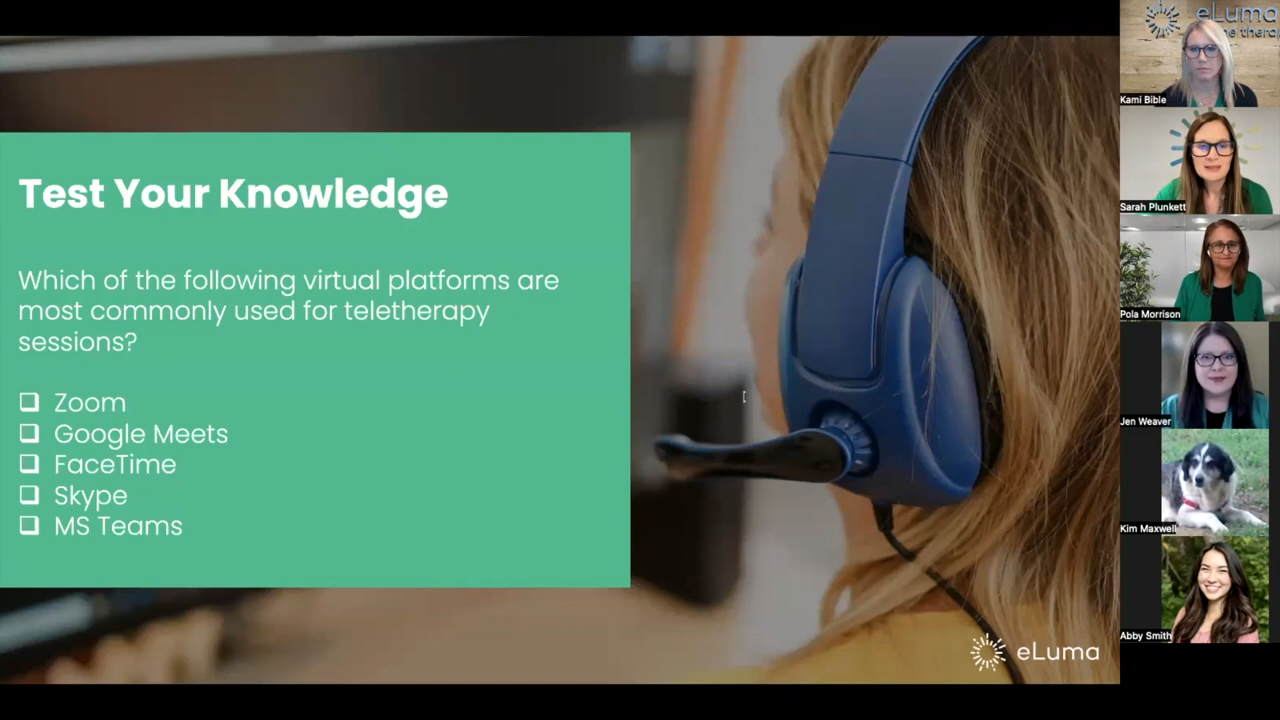 Test Your Knowledge
Which of the following virtual platforms are
most commonly used for teletherapy
sessions?
Zoom
Google Meets
FaceTime
Skype
MS Teams
eLuma
eLuma
Kami Bible
Sarah Plunkett
Pola Morrison
Jen Weaver
Kim Maxwell
Abby Smith